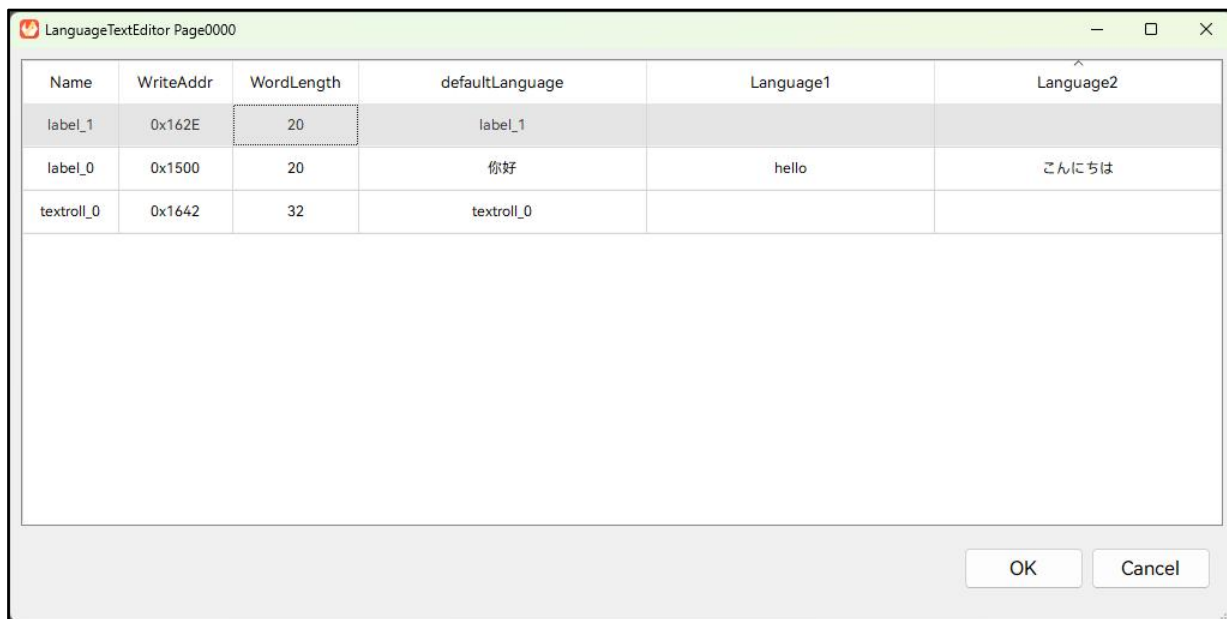 LanguageTextEditor Page0000
Name WriteAddr WordLength defaultLanguage Language1 Language2
label_1 0x162E 20 label_1
label_0 0x1500 20 你好 hello こんにちは
textroll_0 0x1642 32 textroll_0
OK Cancel